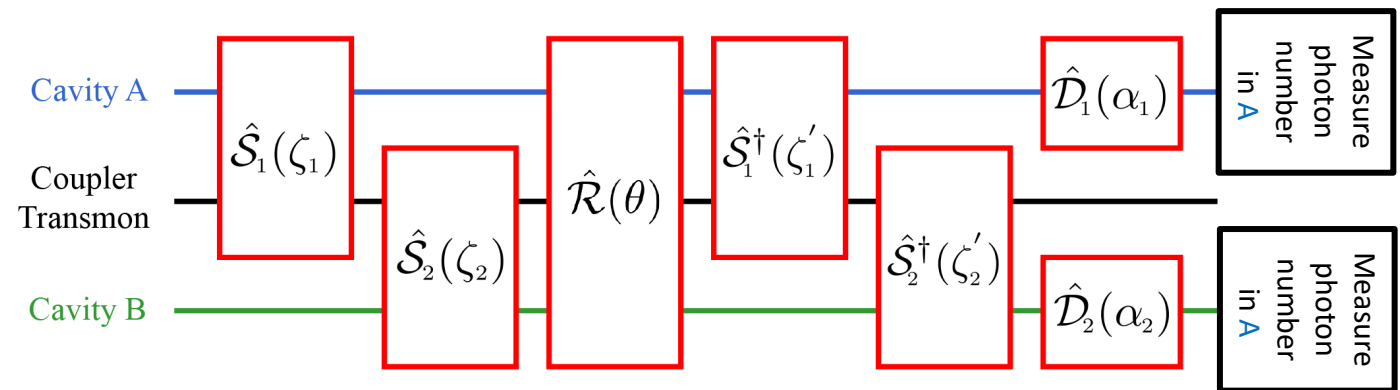 Cavity A
Coupler
Transmon
Cavity B
Ŝ₁(ζ₁)
Ŝ₂(ζ₂)
R̂(θ)
Ŝ₁†(ζ₁′)
Ŝ₂†(ζ₂′)
D̂₁(α₁)
D̂₂(α₂)
Measure
photon
number
in A
Measure
photon
number
in A